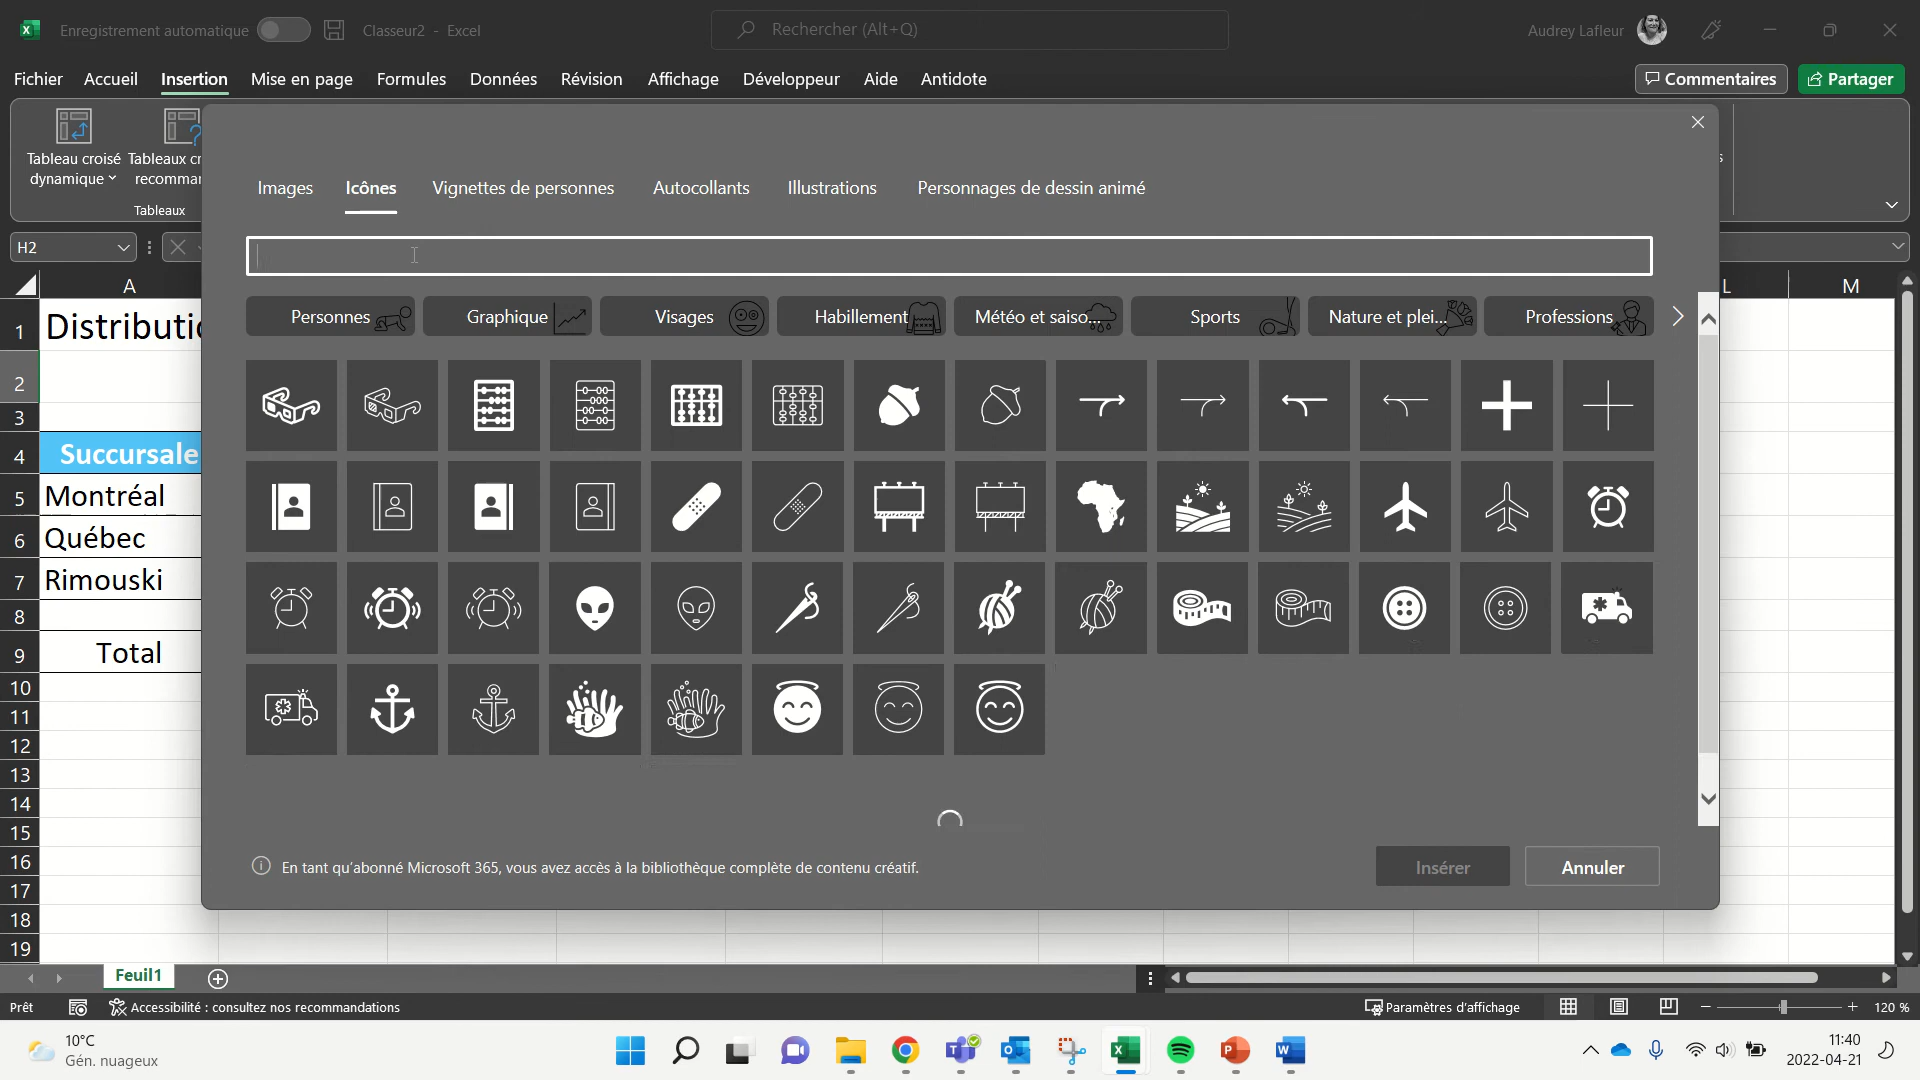 Enregistrement automatique
Classeur2 - Excel
Rechercher (Alt+Q)
Audrey Lafleur
Fichier Accueil Insertion Mise en page Formules Données Révision Affichage Développeur Aide Antidote
Commentaires
Partager
Tableau croisé
dynamique
Tableaux
recomma
Tableaux
Images Icônes Vignettes de personnes Autocollants Illustrations Personnages de dessin animé
H2
Personnes Graphique Visages Habillement Météo et saiso... Sports Nature et plei... Professions
A L M
1 Distributi
2
3
4 Succursale
5 Montréal
6 Québec
7 Rimouski
8
9 Total
10
11
12
13
14
15
16
17
18
19
En tant qu'abonné Microsoft 365, vous avez accès à la bibliothèque complète de contenu créatif.
Insérer
Annuler
Feuil1
Prêt
Accessibilité : consultez nos recommandations
Paramètres d'affichage
120 %
10°C
Gén. nuageux
11:40
2022-04-21